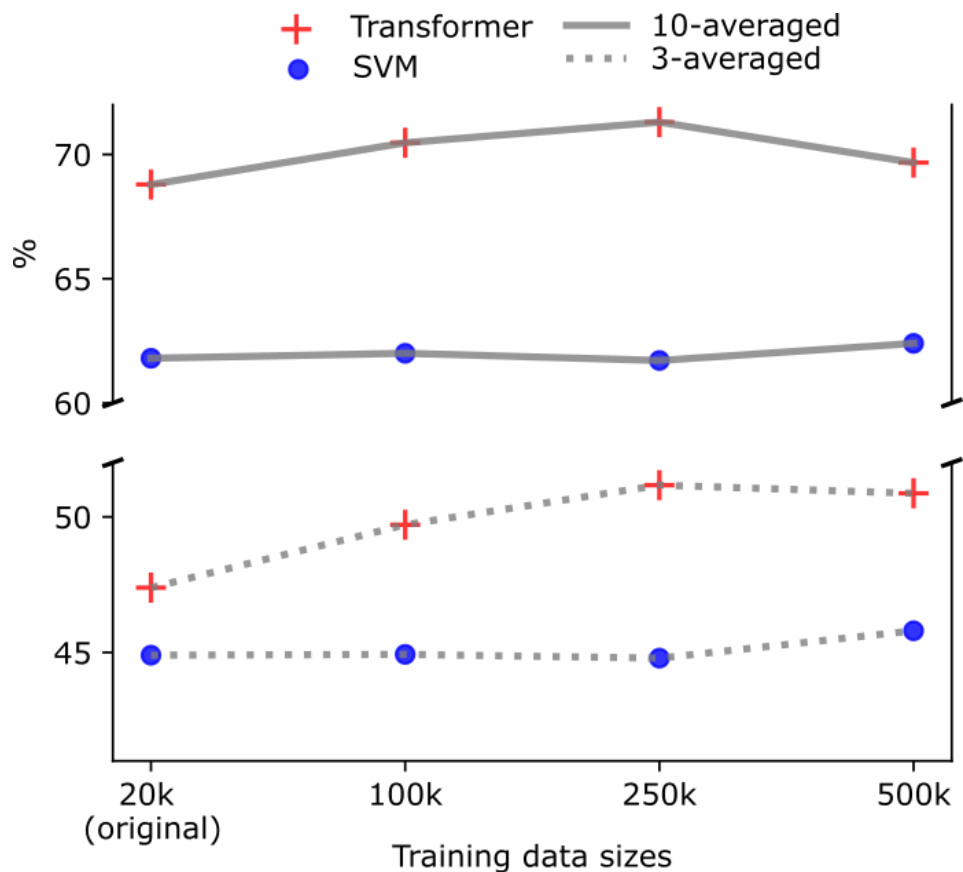 Transformer
SVM
10-averaged
3-averaged
70
65
60
%
50
45
20k
(original)
100k
250k
500k
Training data sizes